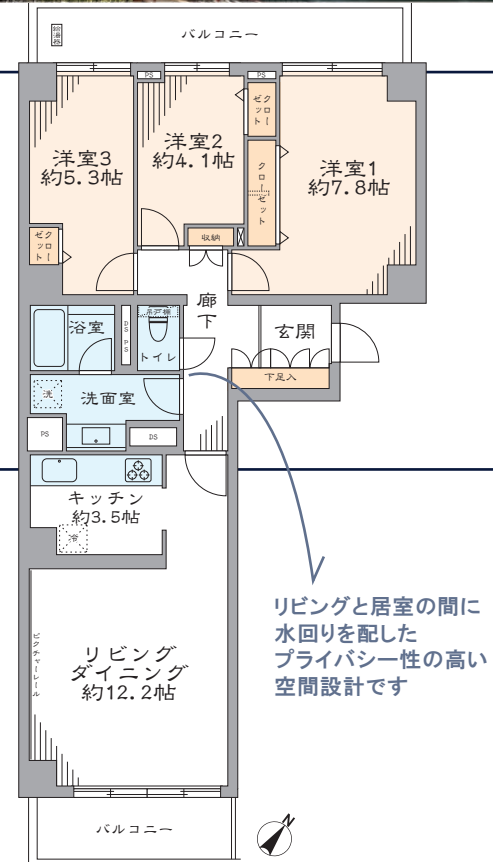 給湯器
バルコニー
PS
PS
クローゼット
洋室3
約5.3帖
洋室2
約4.1帖
洋室1
約7.8帖
クローゼット
クローゼット
収納
廊下
玄関
下足入
浴室
DS
PS
吊戸棚
トイレ
洗
洗面室
PS
DS
キッチン
約3.5帖
冷
リビングと居室の間に
水回りを配した
プライバシー性の高い
空間設計です
ピクチャーレール
リビング
ダイニング
約12.2帖
バルコニー
N